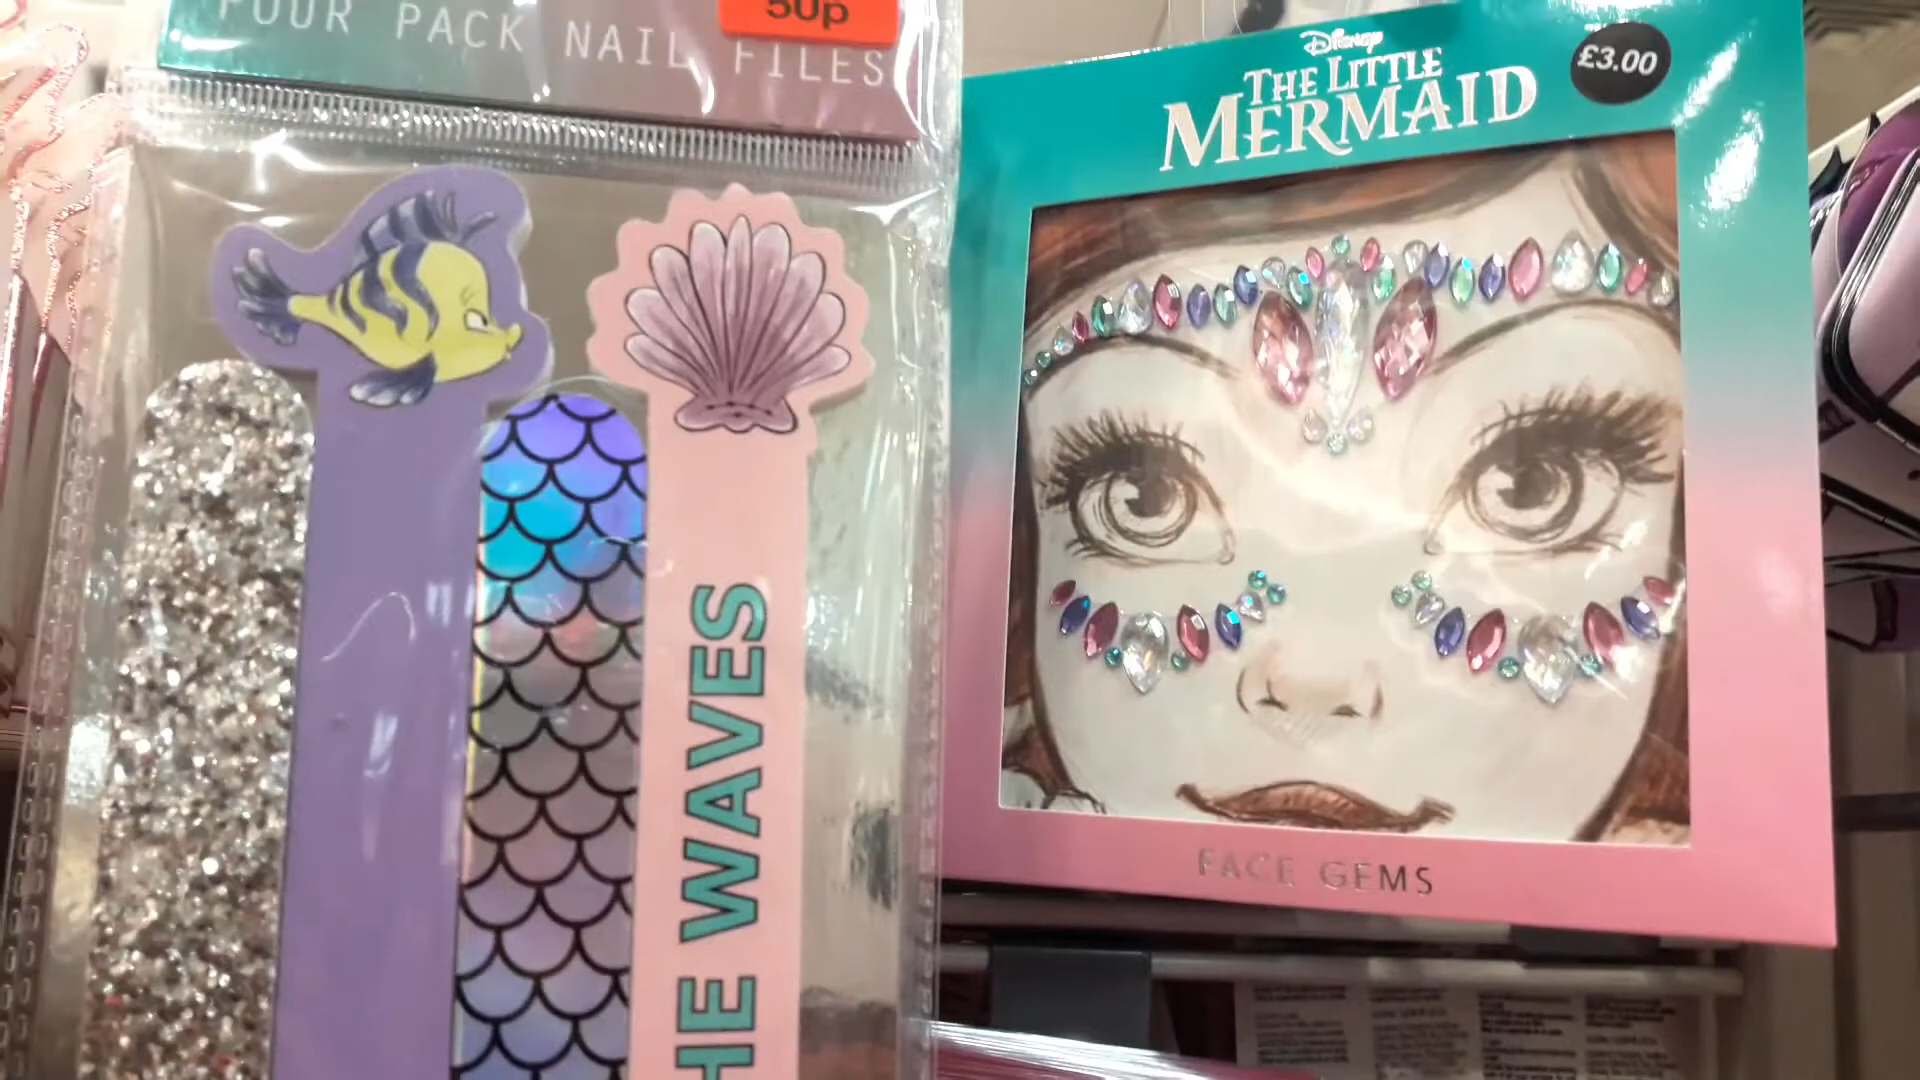 50p
FOUR PACK NAIL FILES
HE WAVES
Disney
THE LITTLE
MERMAID
£3.00
FACE GEMS